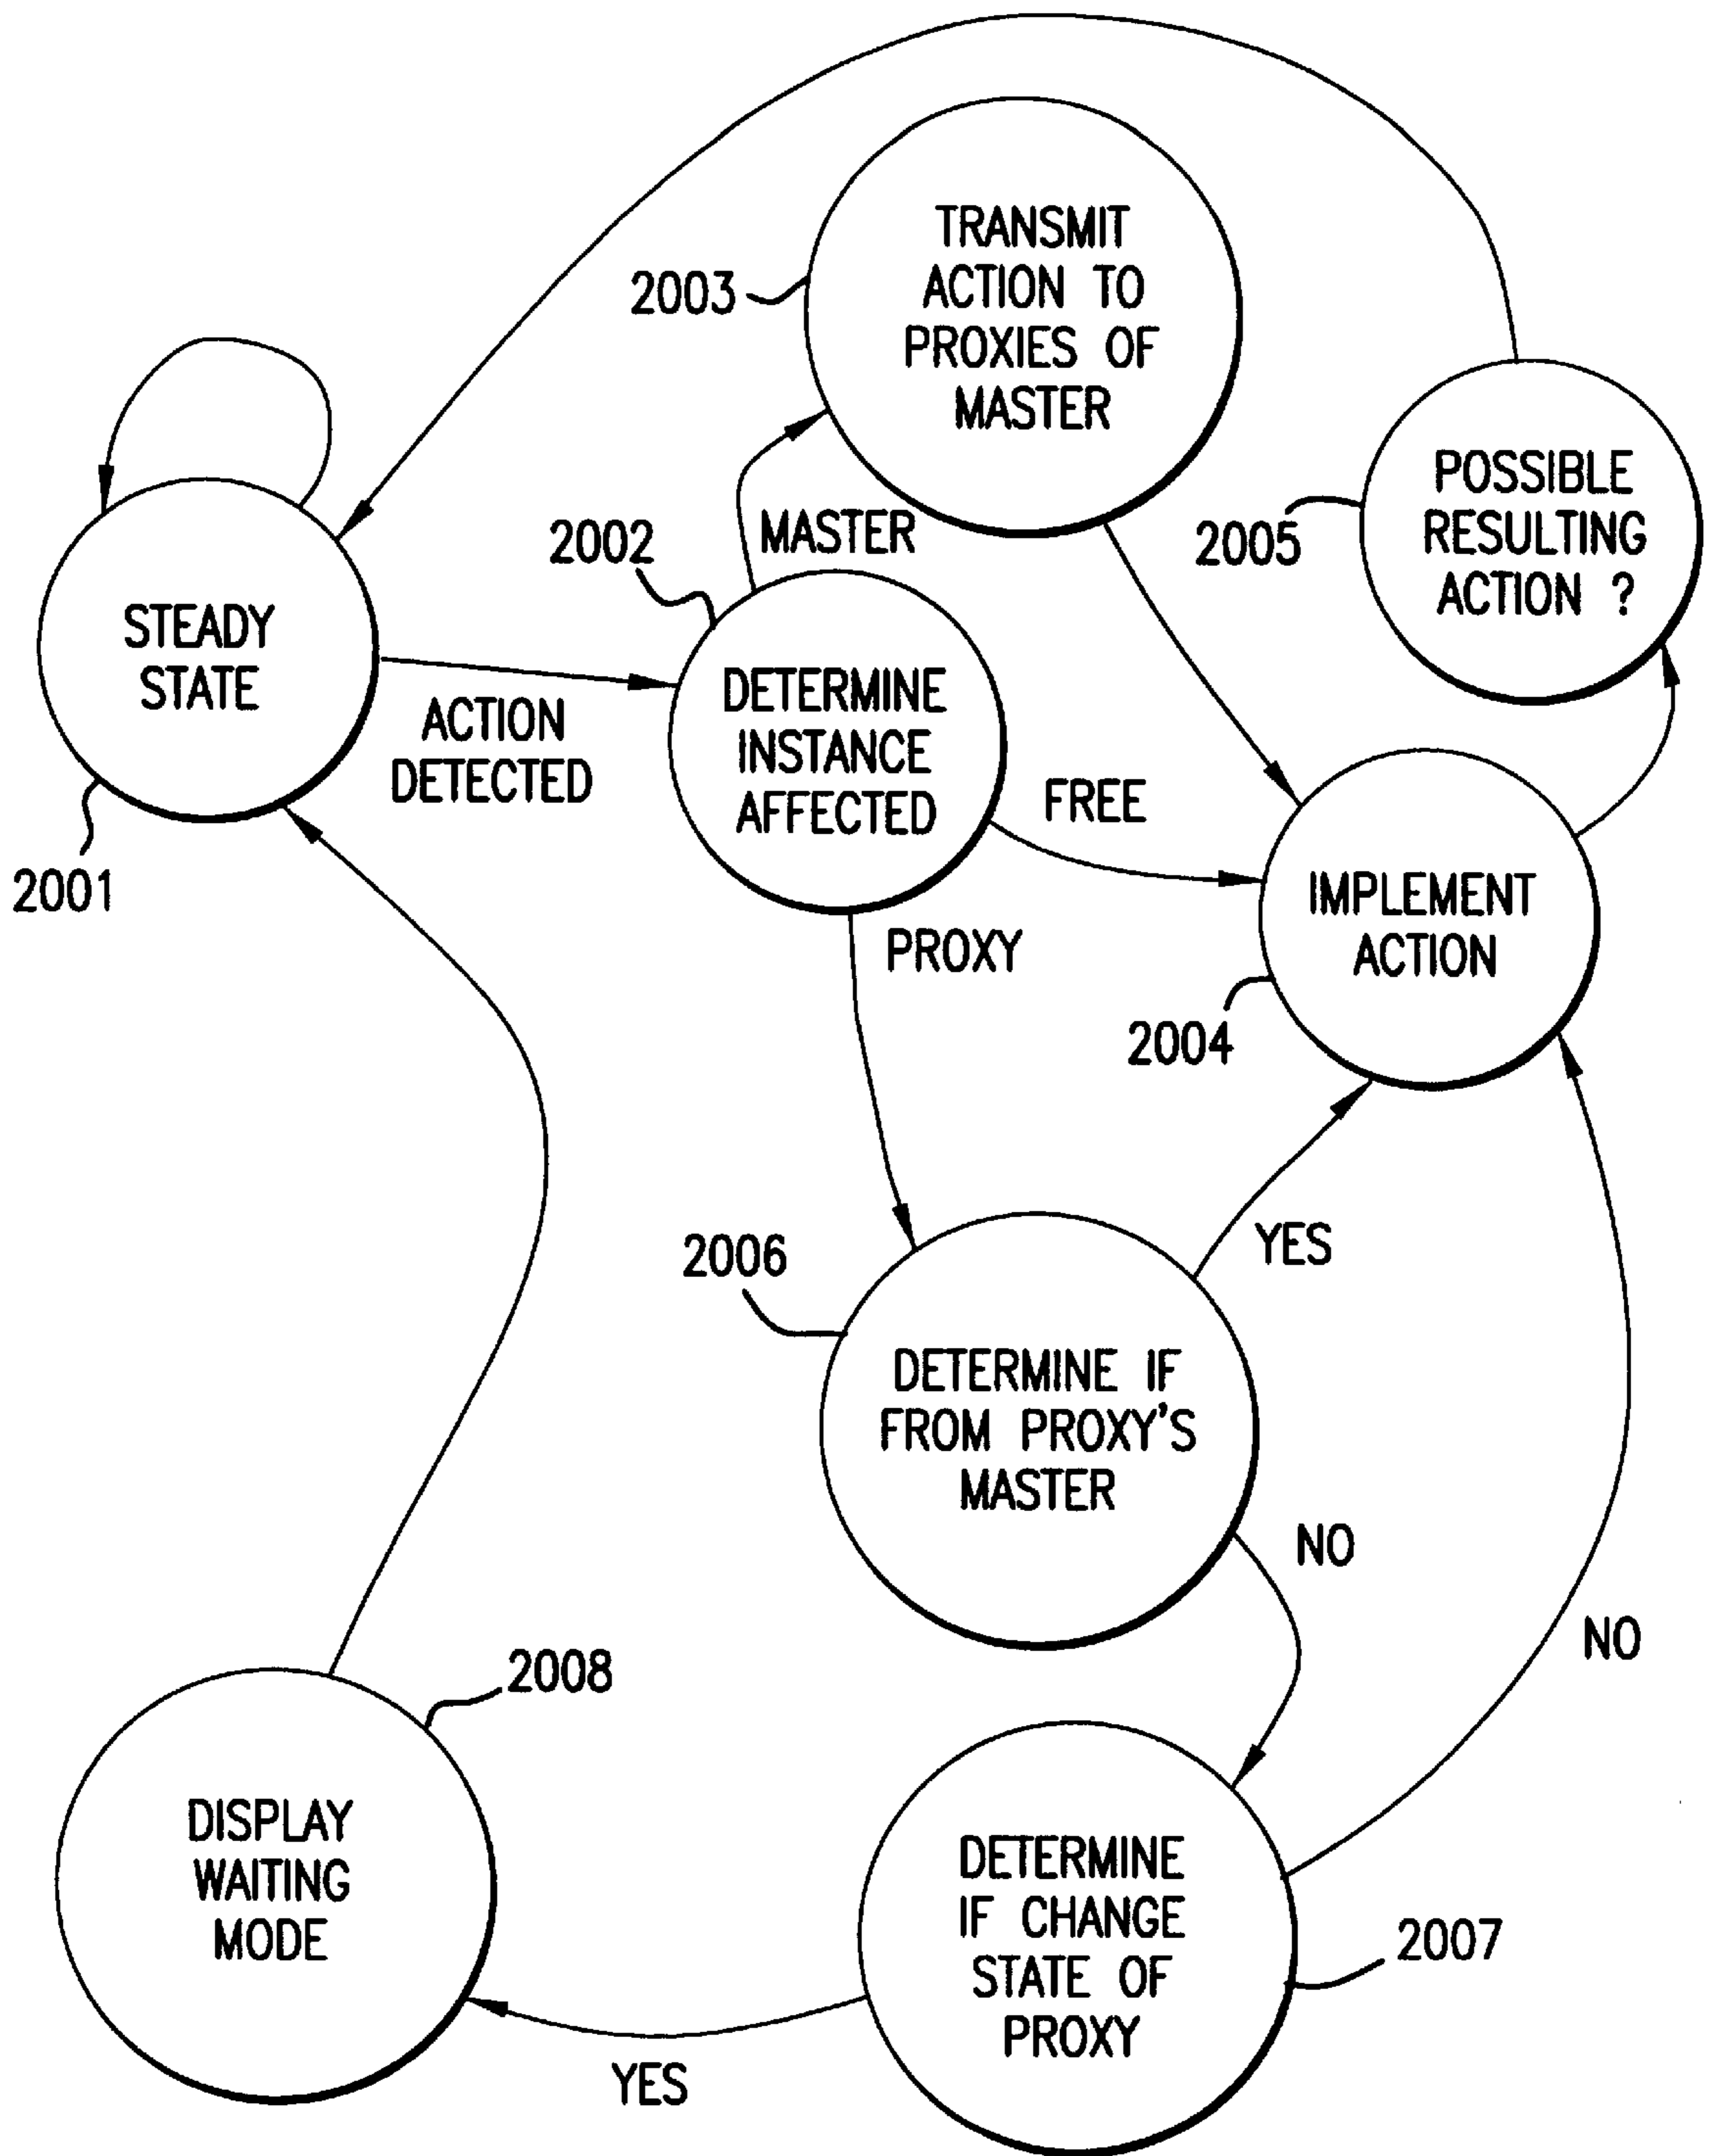 TRANSMIT
ACTION TO
PROXIES OF
MASTER
2003
POSSIBLE
RESULTING
ACTION ?
2005
MASTER
2002
STEADY
STATE
2001
ACTION
DETECTED
DETERMINE
INSTANCE
AFFECTED
FREE
IMPLEMENT
ACTION
2004
PROXY
2006
YES
DETERMINE IF
FROM PROXY'S
MASTER
NO
NO
2008
DISPLAY
WAITING
MODE
DETERMINE
IF CHANGE
STATE OF
PROXY
2007
YES